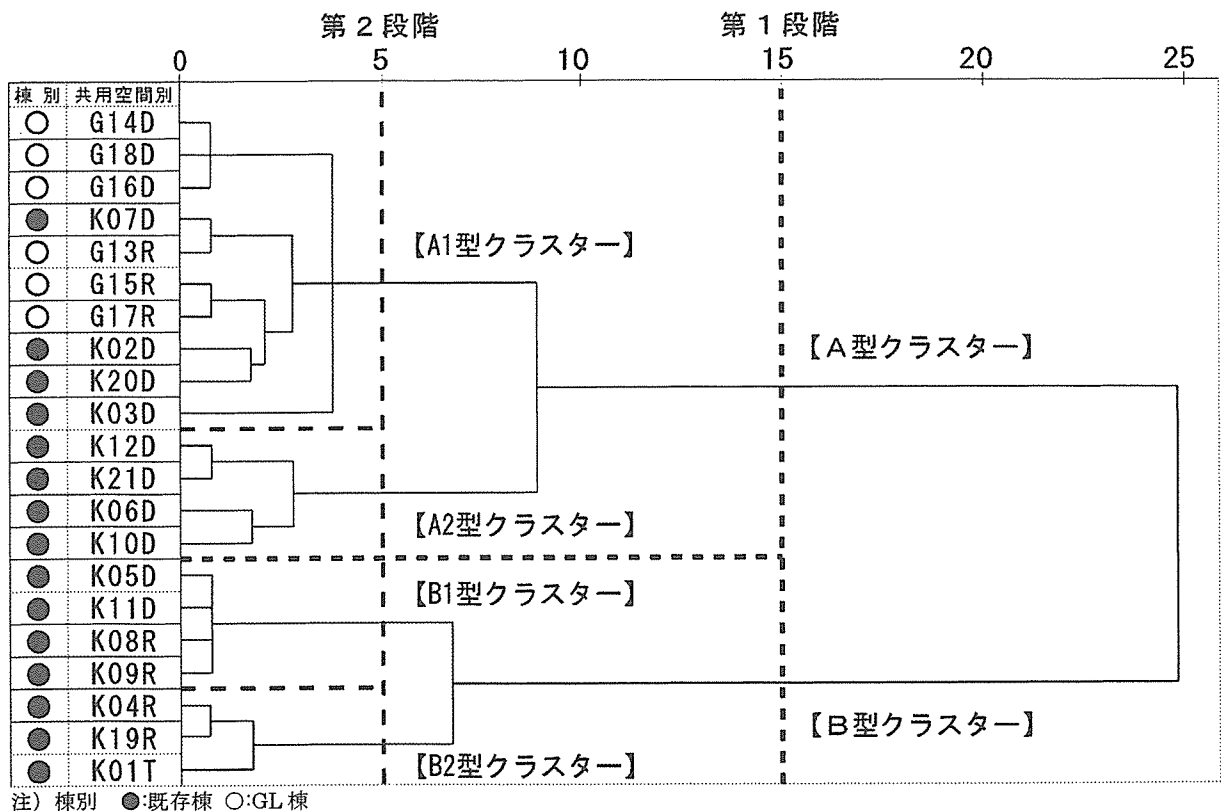 第２段階 第１段階
0 5 10 15 20 25
棟 別 共用空間別
○ G14D
○ G18D
○ G16D
● K07D
○ G13R
【A1型クラスター】
○ G15R
○ G17R
● K02D
【Ａ型クラスター】
● K20D
● K03D
● K12D
● K21D
● K06D
【A2型クラスター】
● K10D
● K05D
【B1型クラスター】
● K11D
● K08R
● K09R
● K04R
【Ｂ型クラスター】
● K19R
● K01T
【B2型クラスター】
注) 棟別 ●:既存棟 ○:GL 棟